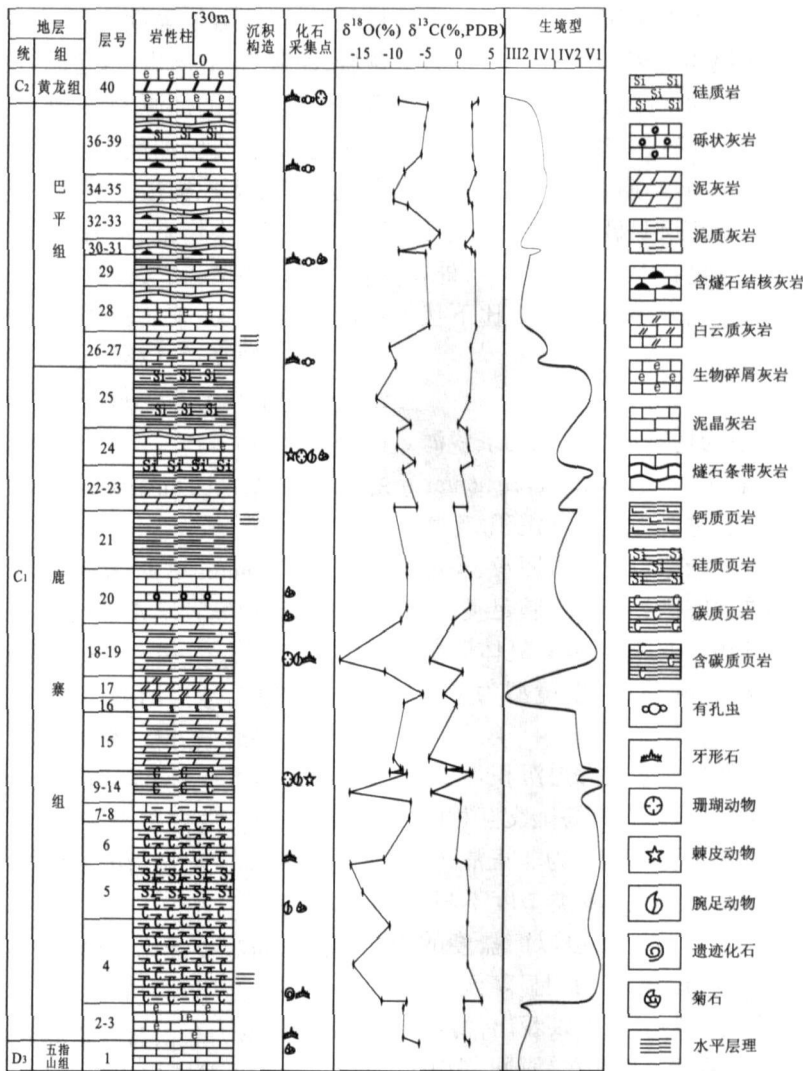 地层
统
组
层号
岩性柱
30m
0
沉积
构造
化石
采集点
δ18O(%)
-15 -10 -5
δ13C(%,PDB)
-5 0 5
生境型
III2 IV1 IV2 V1
C2 黄龙组 40
36-39
34-35
32-33
30-31
29
28
26-27
巴
平
组
25
24
22-23
21
20
18-19
17
16
15
9-14
7-8
6
5
4
2-3
C1
鹿
寨
组
D3
五指
山组
1
硅质岩
砾状灰岩
泥灰岩
泥质灰岩
含燧石结核灰岩
白云质灰岩
生物碎屑灰岩
泥晶灰岩
燧石条带灰岩
钙质页岩
硅质页岩
碳质页岩
含碳质页岩
有孔虫
牙形石
珊瑚动物
棘皮动物
腕足动物
遗迹化石
菊石
水平层理